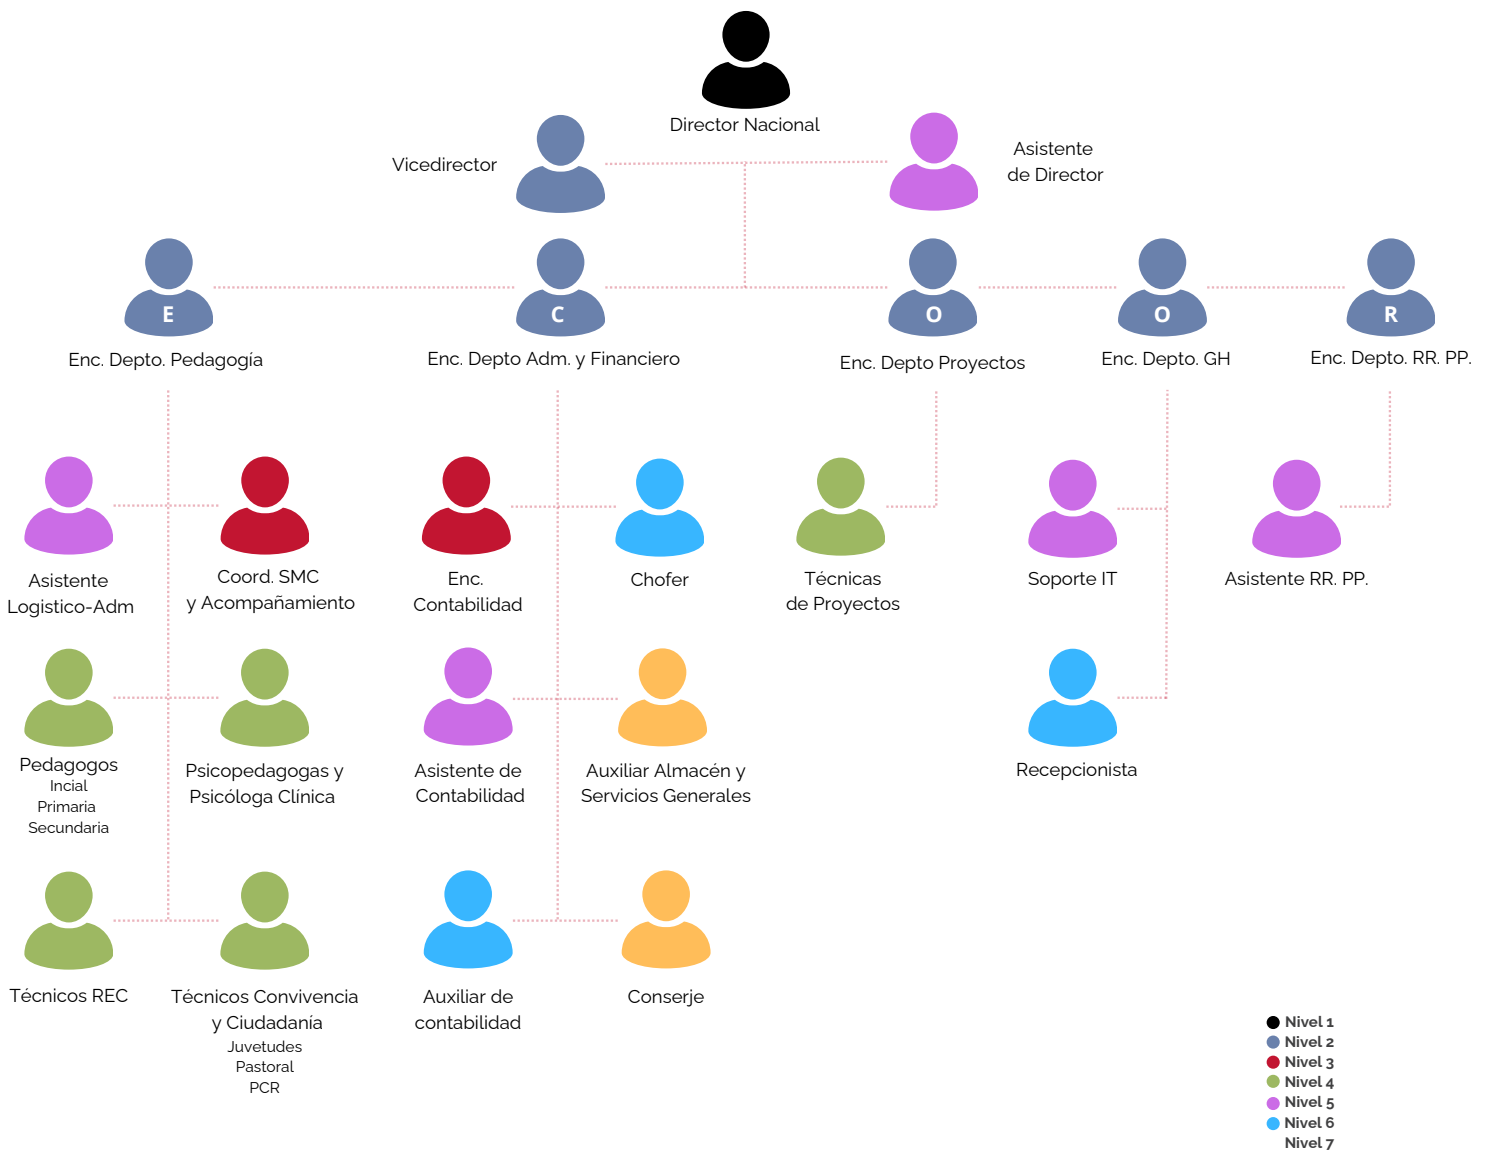 Director Nacional
Vicedirector
Asistente
de Director
E
C
O
O
R
Enc. Depto. Pedagogía
Enc. Depto Adm. y Financiero
Enc. Depto Proyectos
Enc. Depto. GH
Enc. Depto. RR. PP.
Asistente
Logistico-Adm
Coord. SMC
y Acompañamiento
Enc.
Contabilidad
Chofer
Técnicas
de Proyectos
Soporte IT
Asistente RR. PP.
Pedagogos
Incial
Primaria
Secundaria
Psicopedagogas y
Psicóloga Clínica
Asistente de
Contabilidad
Auxiliar Almacén y
Servicios Generales
Recepcionista
Técnicos REC
Técnicos Convivencia
y Ciudadanía
Juvetudes
Pastoral
PCR
Auxiliar de
contabilidad
Conserje
Nivel 1
Nivel 2
Nivel 3
Nivel 4
Nivel 5
Nivel 6
Nivel 7